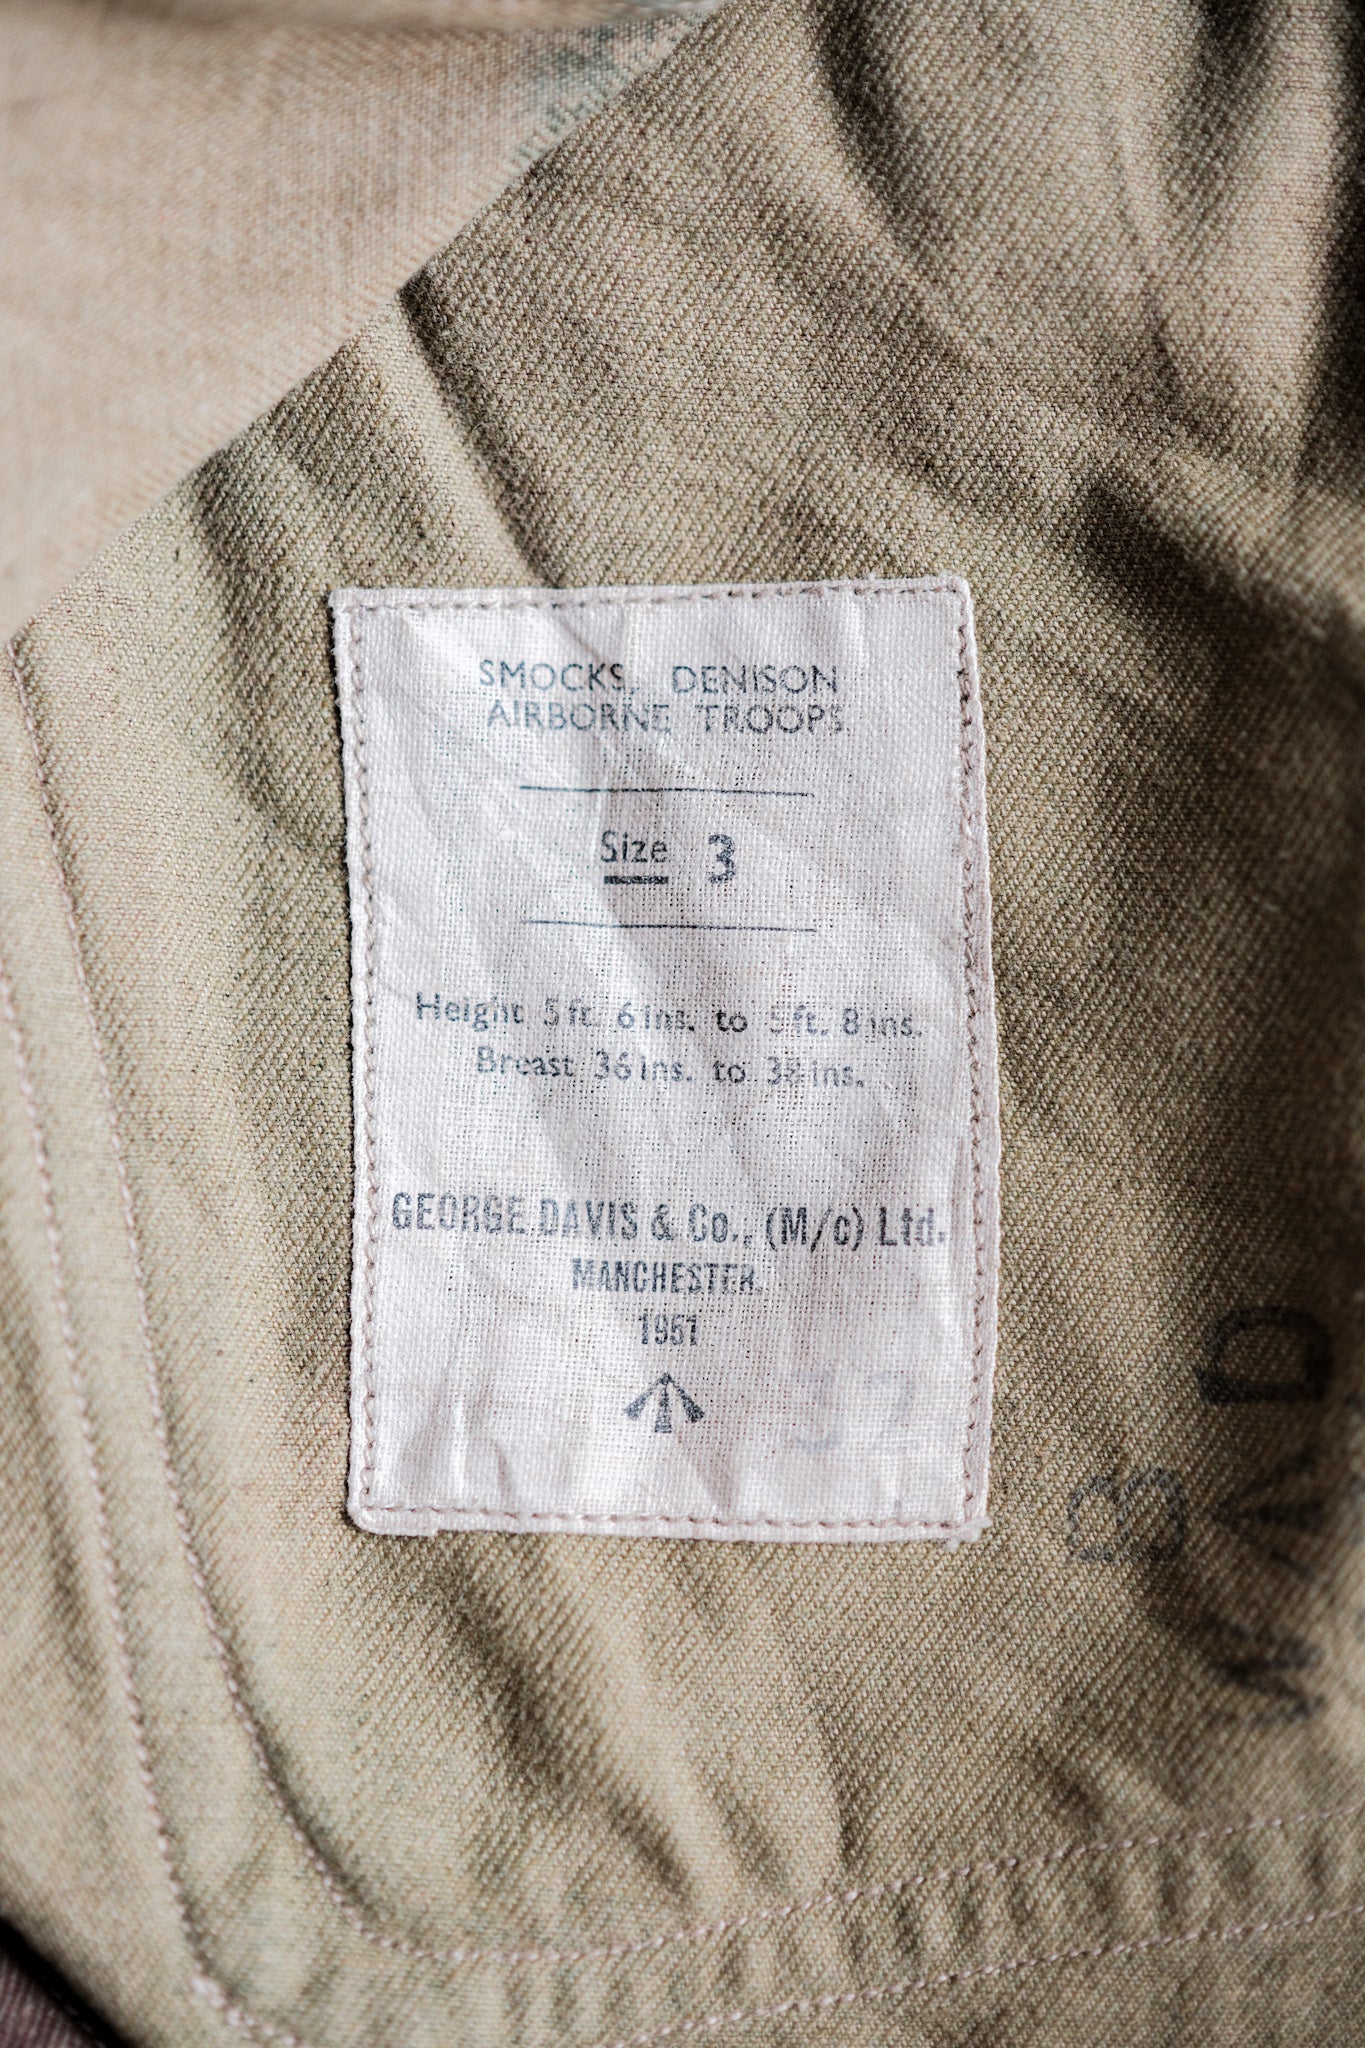 SMOCKS, DENISON
AIRBORNE TROOPS
Size 3
Height 5 ft. 6 ins. to 5 ft. 8 ins.
Breast 36 ins. to 38 ins.
GEORGE DAVIS & Co., (M/c) Ltd.
MANCHESTER.
1951